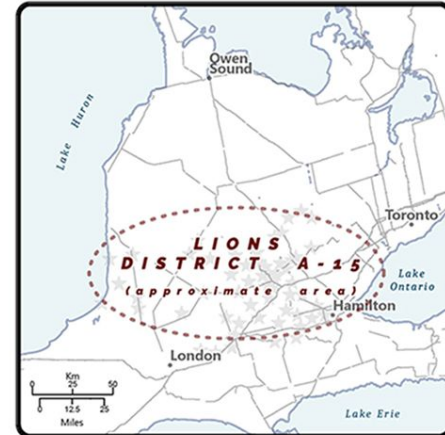 Owen
Sound
Lake Huron
Toronto
LIONS
DISTRICT A-15
(approximate area)
Lake
Ontario
Hamilton
London
Km
0 25 50
0 12.5 25
Miles
Lake Erie